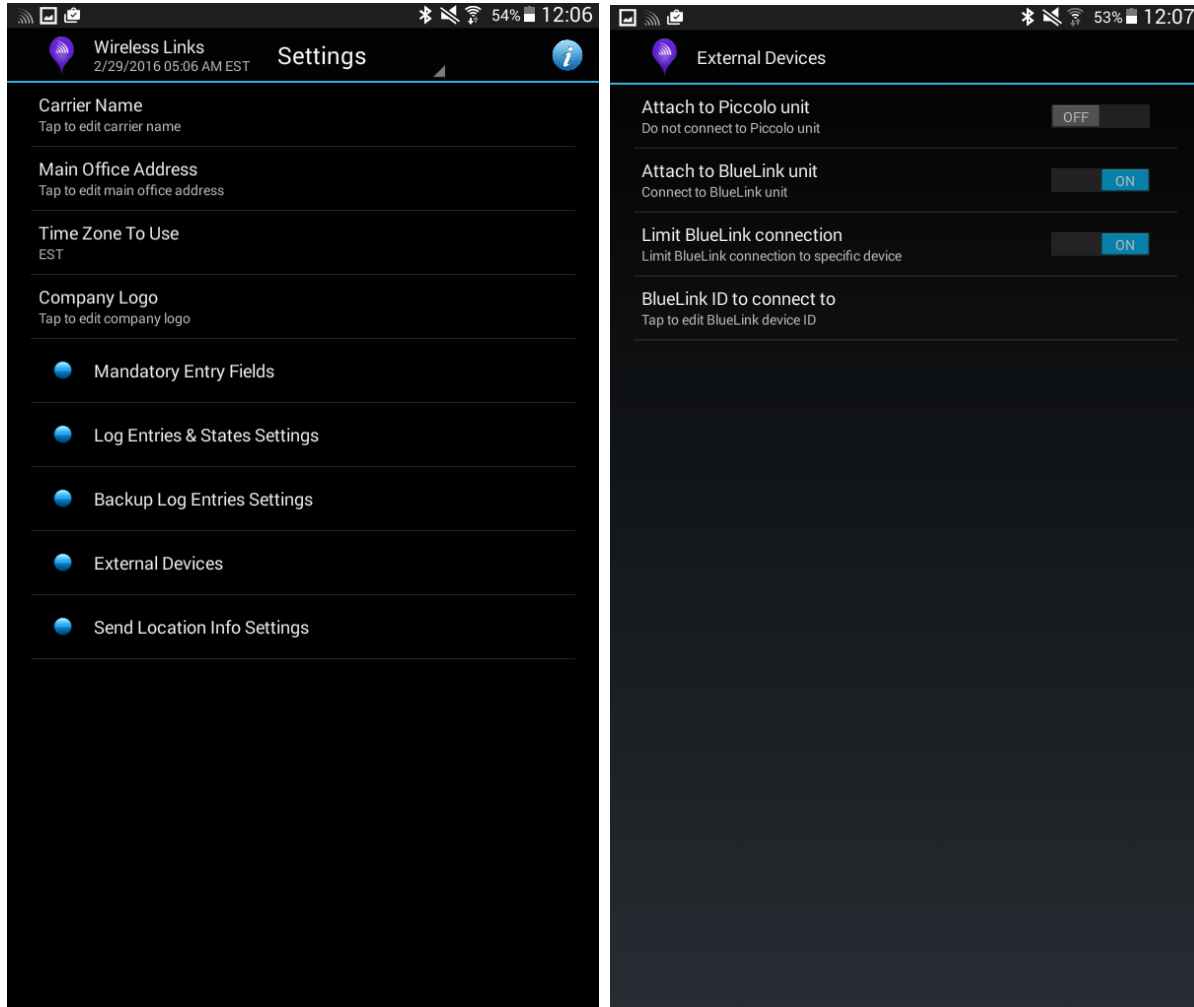 54% 12:06
Wireless Links
2/29/2016 05:06 AM EST
Settings
Carrier Name
Tap to edit carrier name
Main Office Address
Tap to edit main office address
Time Zone To Use
EST
Company Logo
Tap to edit company logo
Mandatory Entry Fields
Log Entries & States Settings
Backup Log Entries Settings
External Devices
Send Location Info Settings
53% 12:07
External Devices
Attach to Piccolo unit
Do not connect to Piccolo unit
OFF
Attach to BlueLink unit
Connect to BlueLink unit
ON
Limit BlueLink connection
Limit BlueLink connection to specific device
ON
BlueLink ID to connect to
Tap to edit BlueLink device ID